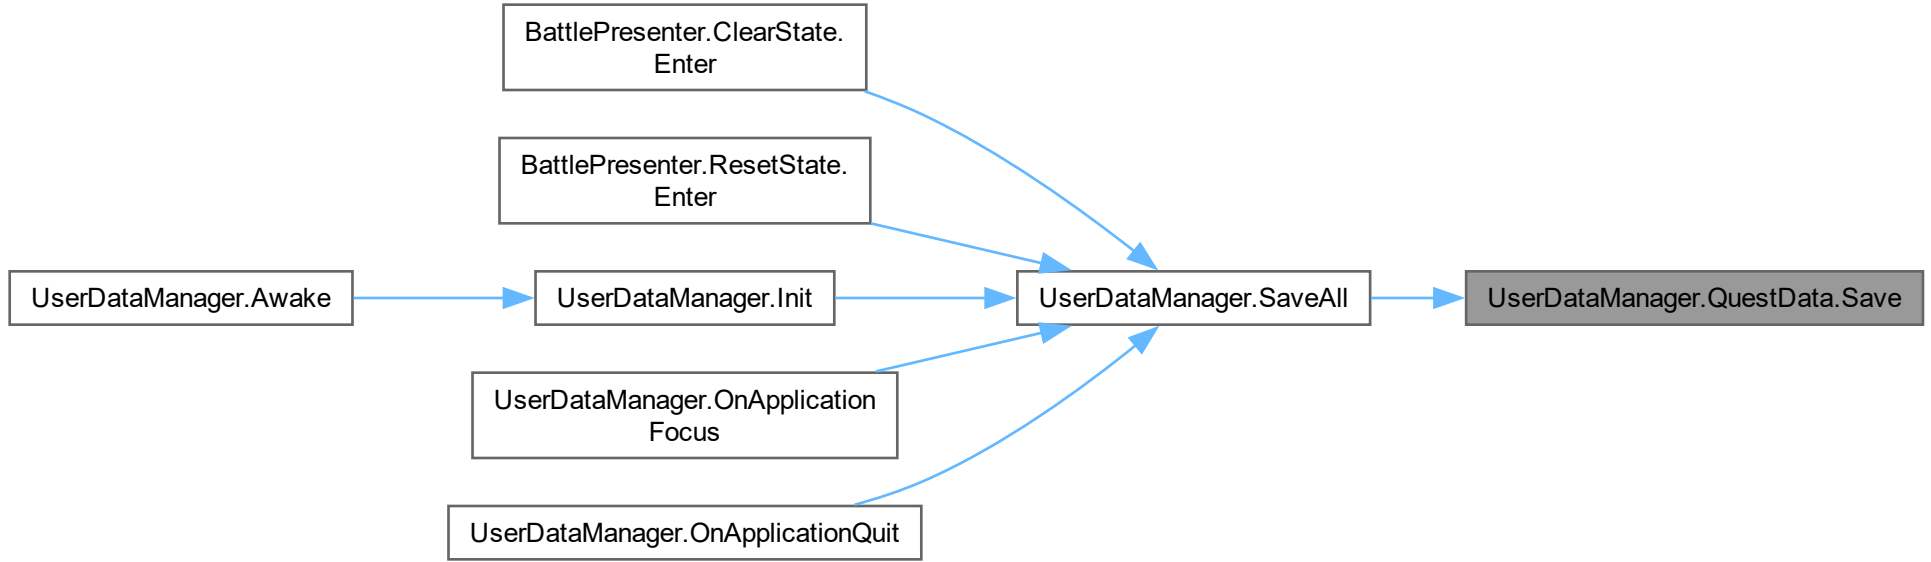 BattlePresenter.ClearState.
Enter
BattlePresenter.ResetState.
Enter
UserDataManager.Awake
UserDataManager.Init
UserDataManager.SaveAll
UserDataManager.QuestData.Save
UserDataManager.OnApplication
Focus
UserDataManager.OnApplicationQuit